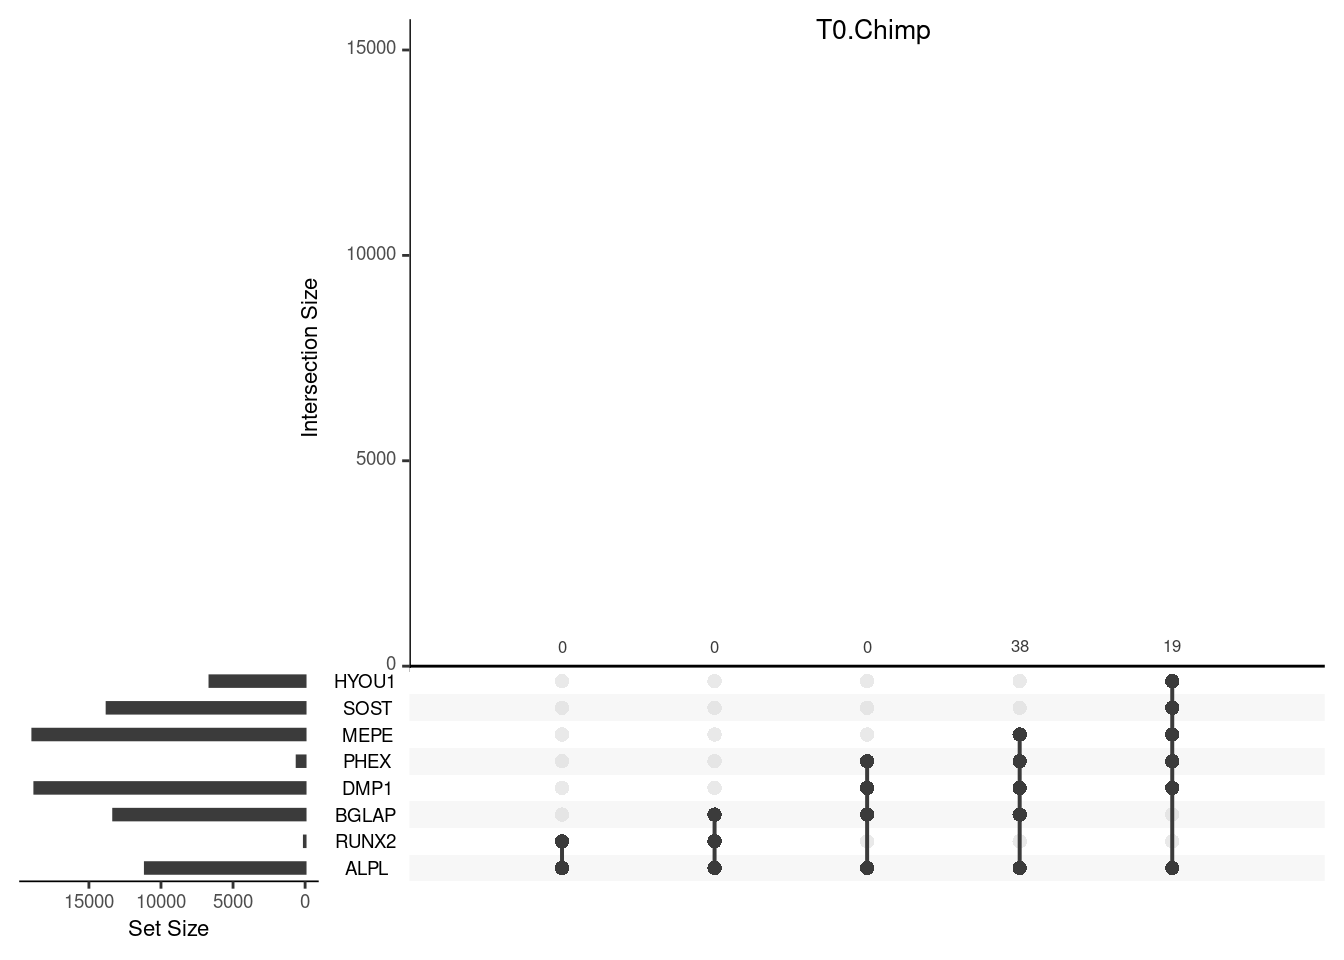 T0.Chimp
15000
10000
5000
0
Intersection Size
0 0 0 38 19
HYOU1
SOST
MEPE
PHEX
DMP1
BGLAP
RUNX2
ALPL
15000 10000 5000 0
Set Size